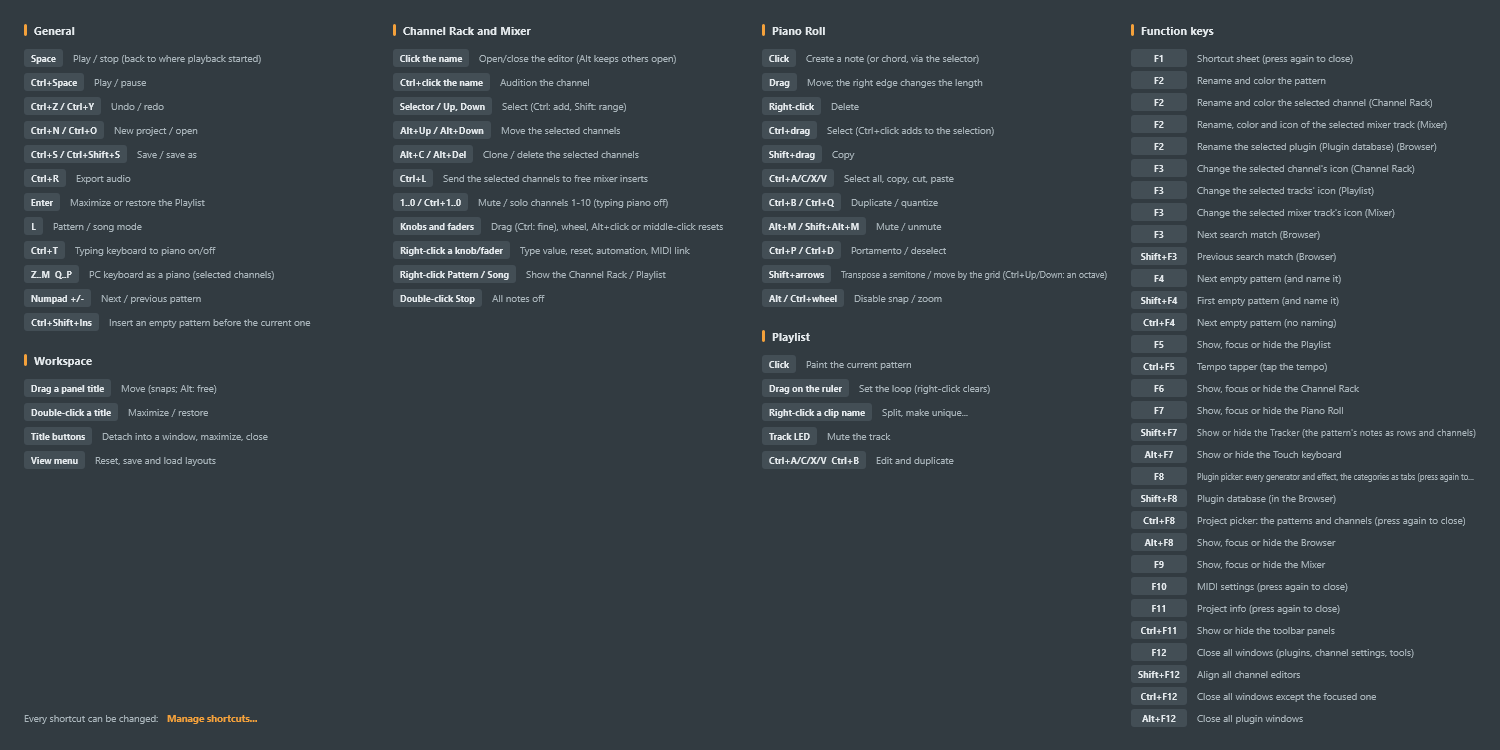 General
Space Play / stop (back to where playback started)
Ctrl+Space Play / pause
Ctrl+Z / Ctrl+Y Undo / redo
Ctrl+N / Ctrl+O New project / open
Ctrl+S / Ctrl+Shift+S Save / save as
Ctrl+R Export audio
Enter Maximize or restore the Playlist
L Pattern / song mode
Ctrl+T Typing keyboard to piano on/off
Z..M Q..P PC keyboard as a piano (selected channels)
Numpad +/- Next / previous pattern
Ctrl+Shift+Ins Insert an empty pattern before the current one
Workspace
Drag a panel title Move (snaps; Alt: free)
Double-click a title Maximize / restore
Title buttons Detach into a window, maximize, close
View menu Reset, save and load layouts
Every shortcut can be changed: Manage shortcuts...
Channel Rack and Mixer
Click the name Open/close the editor (Alt keeps others open)
Ctrl+click the name Audition the channel
Selector / Up, Down Select (Ctrl: add, Shift: range)
Alt+Up / Alt+Down Move the selected channels
Alt+C / Alt+Del Clone / delete the selected channels
Ctrl+L Send the selected channels to free mixer inserts
1..0 / Ctrl+1..0 Mute / solo channels 1-10 (typing piano off)
Knobs and faders Drag (Ctrl: fine), wheel, Alt+click or middle-click resets
Right-click a knob/fader Type value, reset, automation, MIDI link
Right-click Pattern / Song Show the Channel Rack / Playlist
Double-click Stop All notes off
Piano Roll
Click Create a note (or chord, via the selector)
Drag Move; the right edge changes the length
Right-click Delete
Ctrl+drag Select (Ctrl+click adds to the selection)
Shift+drag Copy
Ctrl+A/C/X/V Select all, copy, cut, paste
Ctrl+B / Ctrl+Q Duplicate / quantize
Alt+M / Shift+Alt+M Mute / unmute
Ctrl+P / Ctrl+D Portamento / deselect
Shift+arrows Transpose a semitone / move by the grid (Ctrl+Up/Down: an octave)
Alt / Ctrl+wheel Disable snap / zoom
Playlist
Click Paint the current pattern
Drag on the ruler Set the loop (right-click clears)
Right-click a clip name Split, make unique...
Track LED Mute the track
Ctrl+A/C/X/V Ctrl+B Edit and duplicate
Function keys
F1 Shortcut sheet (press again to close)
F2 Rename and color the pattern
F2 Rename and color the selected channel (Channel Rack)
F2 Rename, color and icon of the selected mixer track (Mixer)
F2 Rename the selected plugin (Plugin database) (Browser)
F3 Change the selected channel's icon (Channel Rack)
F3 Change the selected tracks' icon (Playlist)
F3 Change the selected mixer track's icon (Mixer)
F3 Next search match (Browser)
Shift+F3 Previous search match (Browser)
F4 Next empty pattern (and name it)
Shift+F4 First empty pattern (and name it)
Ctrl+F4 Next empty pattern (no naming)
F5 Show, focus or hide the Playlist
Ctrl+F5 Tempo tapper (tap the tempo)
F6 Show, focus or hide the Channel Rack
F7 Show, focus or hide the Piano Roll
Shift+F7 Show or hide the Tracker (the pattern's notes as rows and channels)
Alt+F7 Show or hide the Touch keyboard
F8 Plugin picker: every generator and effect, the categories as tabs (press again to...
Shift+F8 Plugin database (in the Browser)
Ctrl+F8 Project picker: the patterns and channels (press again to close)
Alt+F8 Show, focus or hide the Browser
F9 Show, focus or hide the Mixer
F10 MIDI settings (press again to close)
F11 Project info (press again to close)
Ctrl+F11 Show or hide the toolbar panels
F12 Close all windows (plugins, channel settings, tools)
Shift+F12 Align all channel editors
Ctrl+F12 Close all windows except the focused one
Alt+F12 Close all plugin windows